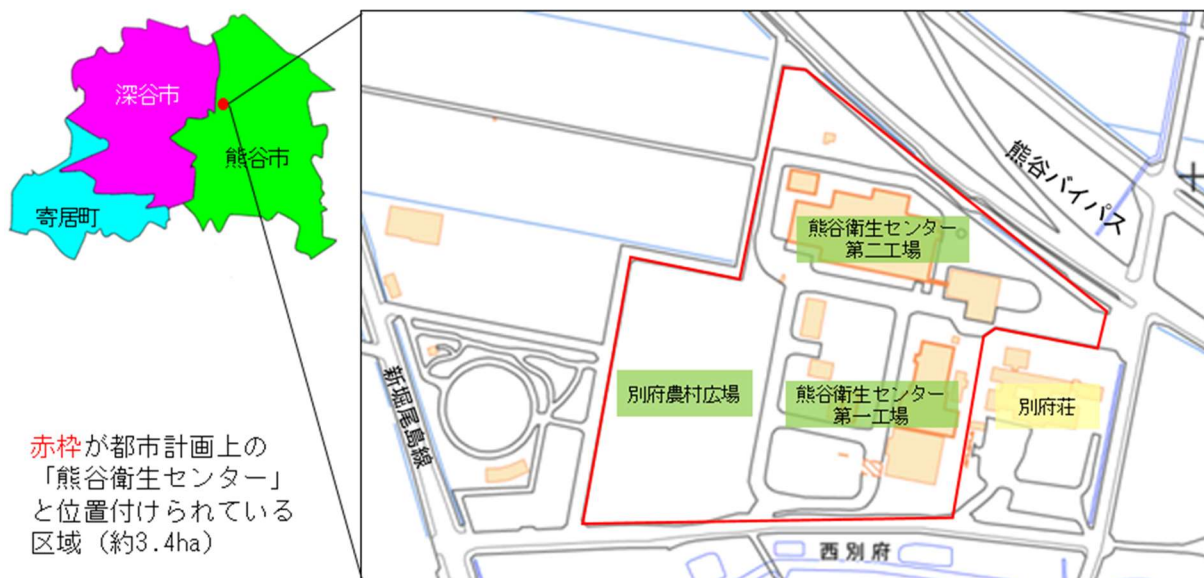 深谷市
熊谷市
寄居町
赤枠が都市計画上の
「熊谷衛生センター」
と位置付けられている
区域（約3.4ha）
熊谷バイパス
熊谷衛生センター
第二工場
別府農村広場
熊谷衛生センター
第一工場
別府荘
新堀尾島線
西別府